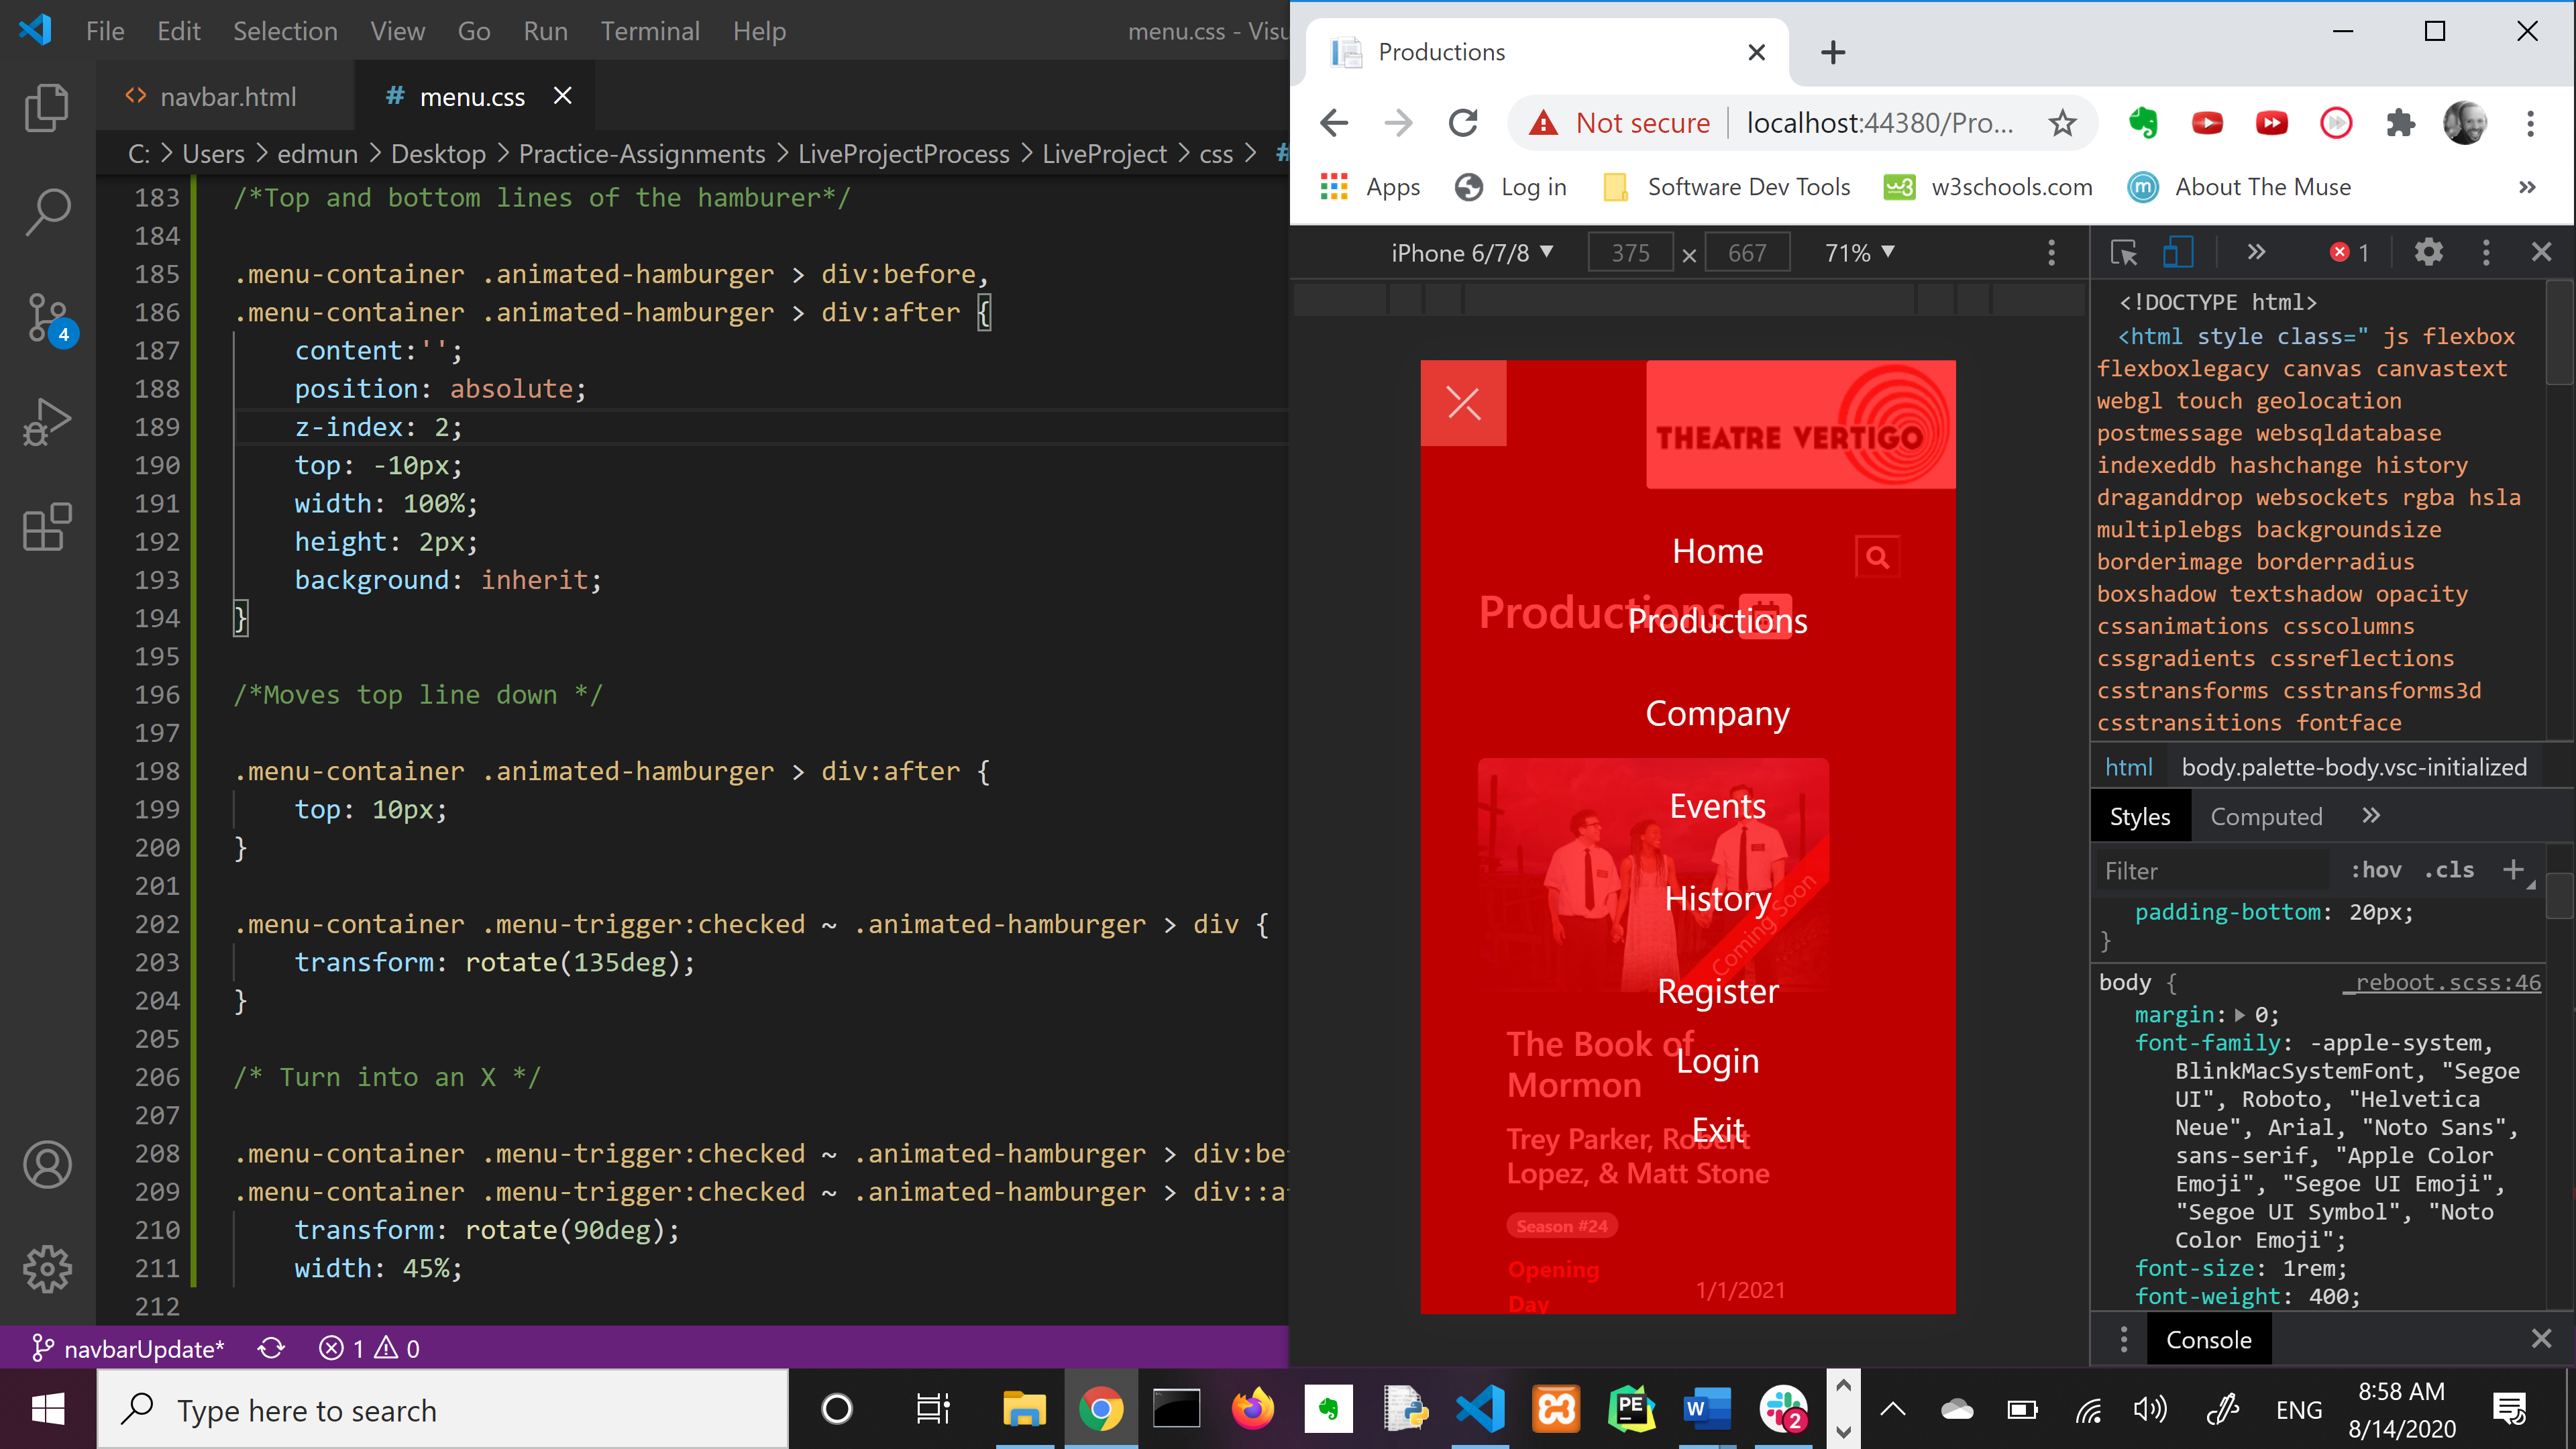 File Edit Selection View Go Run Terminal Help menu.css - Visu
navbar.html
# menu.css
C: > Users > edmun > Desktop > Practice-Assignments > LiveProjectProcess > LiveProject > css > #
183 /*Top and bottom lines of the hamburer*/
184
185 .menu-container .animated-hamburger > div:before,
186 .menu-container .animated-hamburger > div:after {
187 content:'';
188 position: absolute;
189 z-index: 2;
190 top: -10px;
191 width: 100%;
192 height: 2px;
193 background: inherit;
194 }
195
196 /*Moves top line down */
197
198 .menu-container .animated-hamburger > div:after {
199 top: 10px;
200 }
201
202 .menu-container .menu-trigger:checked ~ .animated-hamburger > div {
203 transform: rotate(135deg);
204 }
205
206 /* Turn into an X */
207
208 .menu-container .menu-trigger:checked ~ .animated-hamburger > div:be
209 .menu-container .menu-trigger:checked ~ .animated-hamburger > div::a
210 transform: rotate(90deg);
211 width: 45%;
212
4
navbarUpdate* 1 0
Productions
Not secure localhost:44380/Pro...
Apps Log in Software Dev Tools w3schools.com About The Muse »
iPhone 6/7/8 375 × 667 71%
THEATRE VERTIGO
Home
Productions
Productions
Company
Events
History
Coming Soon
Register
The Book of
Mormon
Login
Exit
Trey Parker, Robert
Lopez, & Matt Stone
Season #24
Opening
Day
1/1/2021
» 1
<!DOCTYPE html>
<html style class=" js flexbox
flexboxlegacy canvas canvastext
webgl touch geolocation
postmessage websqldatabase
indexeddb hashchange history
draganddrop websockets rgba hsla
multiplebgs backgroundsize
borderimage borderradius
boxshadow textshadow opacity
cssanimations csscolumns
cssgradients cssreflections
csstransforms csstransforms3d
csstransitions fontface
html body.palette-body.vsc-initialized
Styles Computed »
Filter :hov .cls +
padding-bottom: 20px;
}
body { _reboot.scss:46
margin: 0;
font-family: -apple-system,
BlinkMacSystemFont, "Segoe
UI", Roboto, "Helvetica
Neue", Arial, "Noto Sans",
sans-serif, "Apple Color
Emoji", "Segoe UI Emoji",
"Segoe UI Symbol", "Noto
Color Emoji";
font-size: 1rem;
font-weight: 400;
Console
Type here to search
PE
W
2
ENG
8:58 AM
8/14/2020